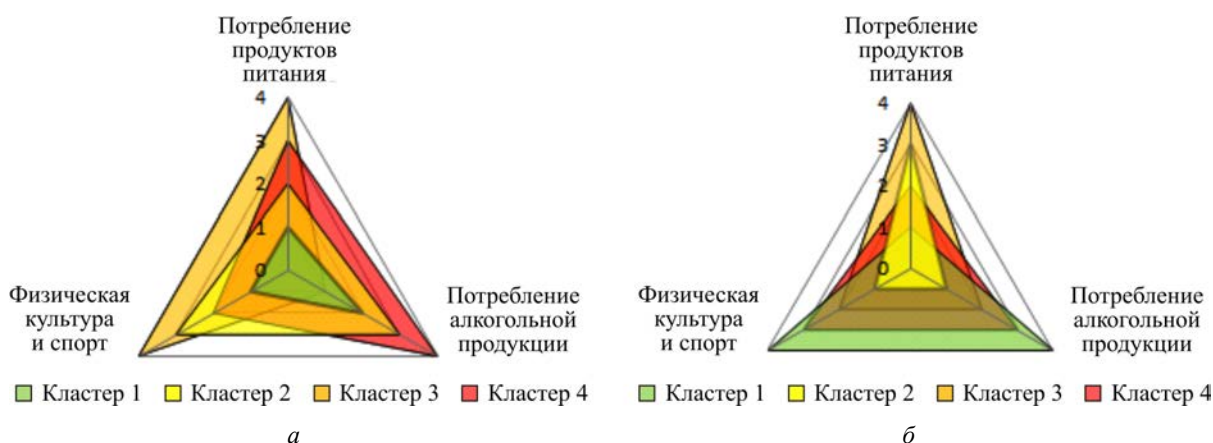 Потребление
продуктов
питания
4
3
2
1
0
Физическая
культура
и спорт
Потребление
алкогольной
продукции
Кластер 1 Кластер 2 Кластер 3 Кластер 4
а
Потребление
продуктов
питания
4
3
2
1
0
Физическая
культура
и спорт
Потребление
алкогольной
продукции
Кластер 1 Кластер 2 Кластер 3 Кластер 4
б